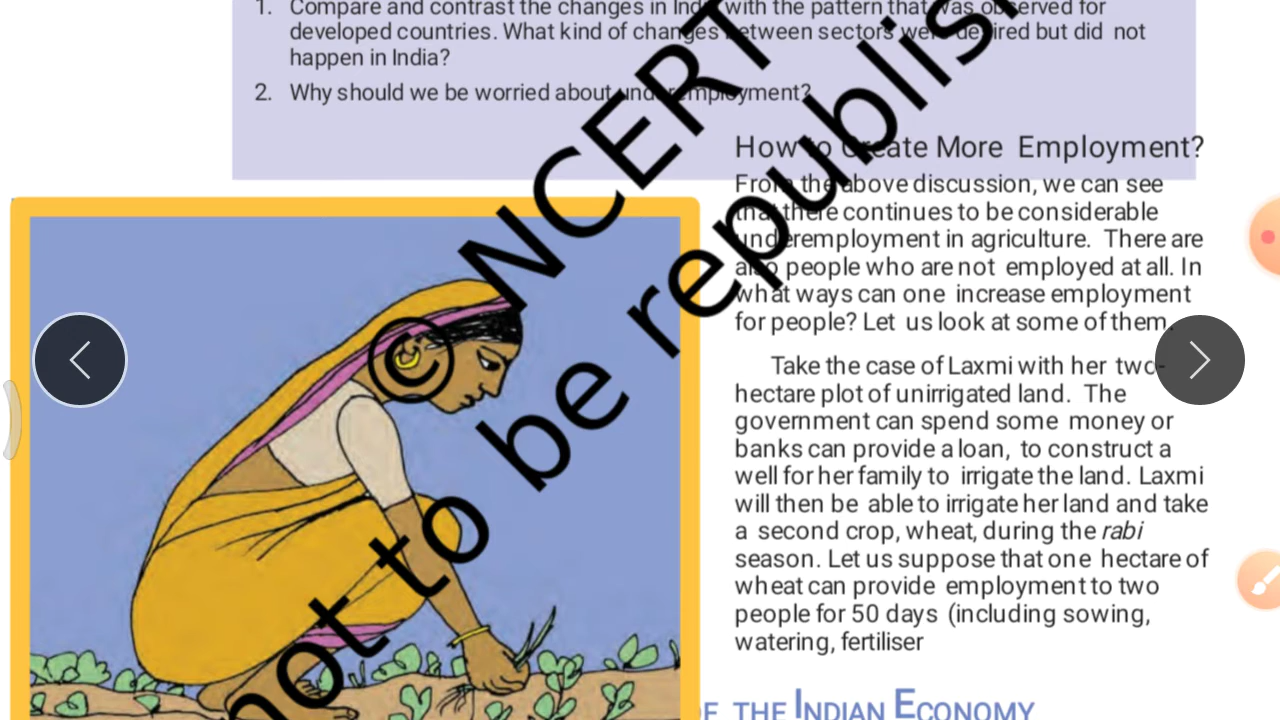 1. Compare and contrast the changes in India with the pattern that was observed for
developed countries. What kind of changes between sectors were desired but did not
happen in India?
2. Why should we be worried about underemployment?
How to Create More Employment?
From the above discussion, we can see
that there continues to be considerable
underemployment in agriculture. There are
also people who are not employed at all. In
what ways can one increase employment
for people? Let us look at some of them.
Take the case of Laxmi with her two-
hectare plot of unirrigated land. The
government can spend some money or
banks can provide a loan, to construct a
well for her family to irrigate the land. Laxmi
will then be able to irrigate her land and take
a second crop, wheat, during the rabi
season. Let us suppose that one hectare of
wheat can provide employment to two
people for 50 days (including sowing,
watering, fertiliser
THE INDIAN ECONOMY
© NCERT
not to be republis